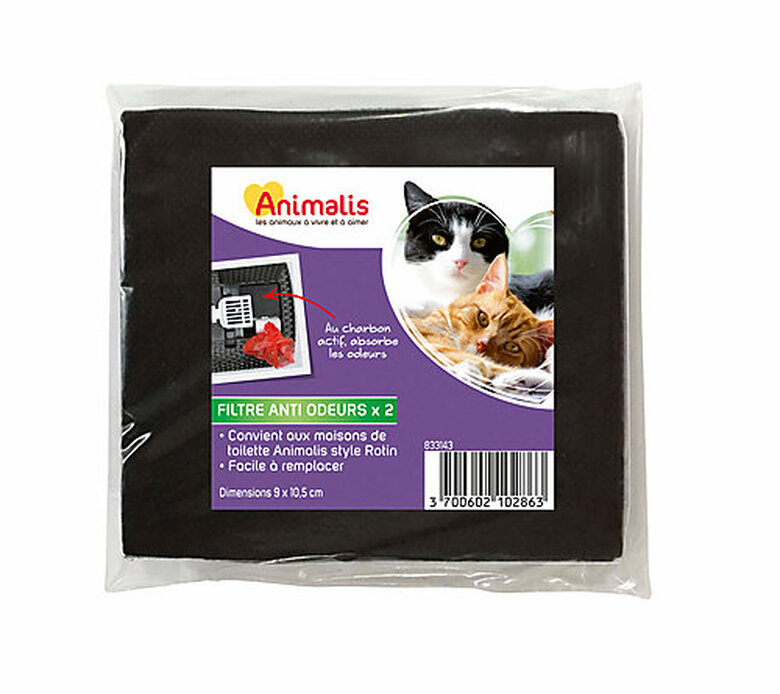 Animalis
les animaux à vivre et à aimer
Au charbon
actif, absorbe
les odeurs
FILTRE ANTI ODEURS x 2
• Convient aux maisons de
toilette Animalis style Rotin
• Facile à remplacer
Dimensions 9 x 10,5 cm
833143
3 700602 102863